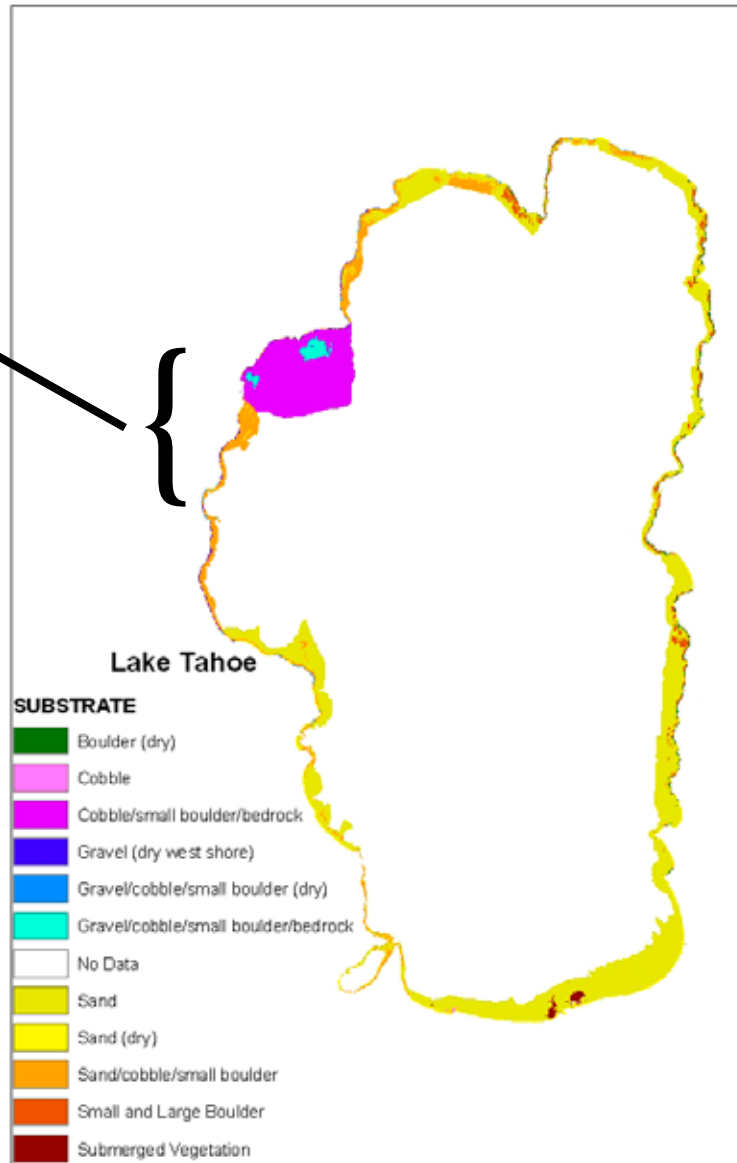 Lake Tahoe
SUBSTRATE
Boulder (dry)
Cobble
Cobble/small boulder/bedrock
Gravel (dry west shore)
Gravel/cobble/small boulder (dry)
Gravel/cobble/small boulder/bedrock
No Data
Sand
Sand (dry)
Sand/cobble/small boulder
Small and Large Boulder
Submerged Vegetation